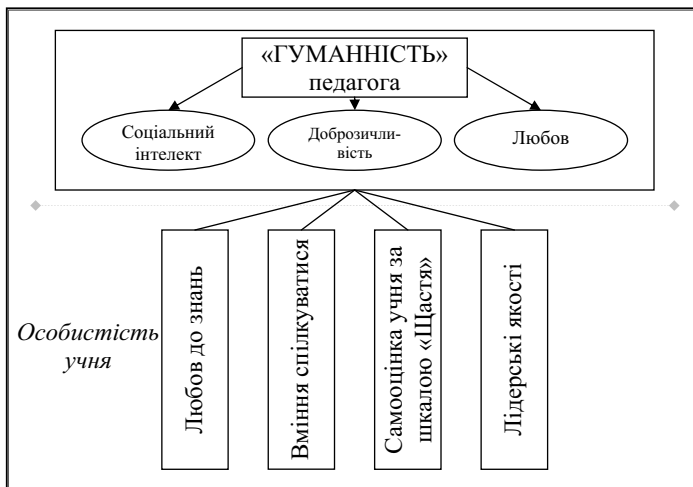 «ГУМАННІСТЬ»
педагога
Соціальний
інтелект
Доброзичли-
вість
Любов
Особистість
учня
Любов до знань
Вміння спілкуватися
Самооцінка учня за
шкалою «Щастя»
Лідерські якості